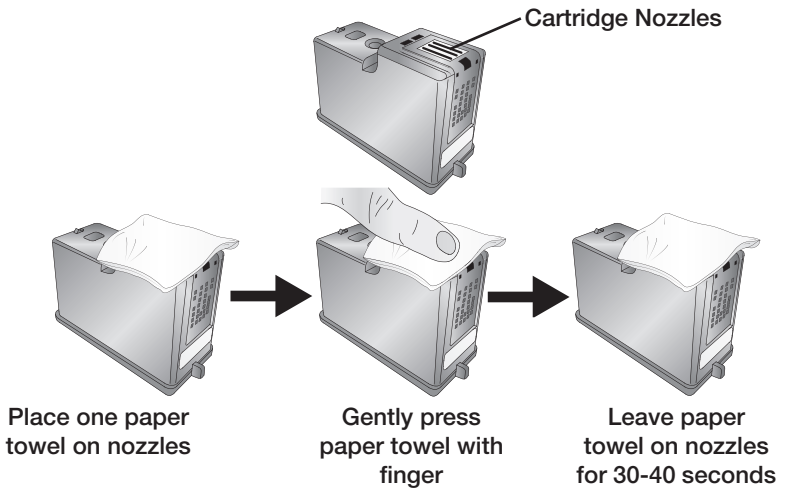 Cartridge Nozzles
Place one paper
towel on nozzles
Gently press
paper towel with
finger
Leave paper
towel on nozzles
for 30-40 seconds